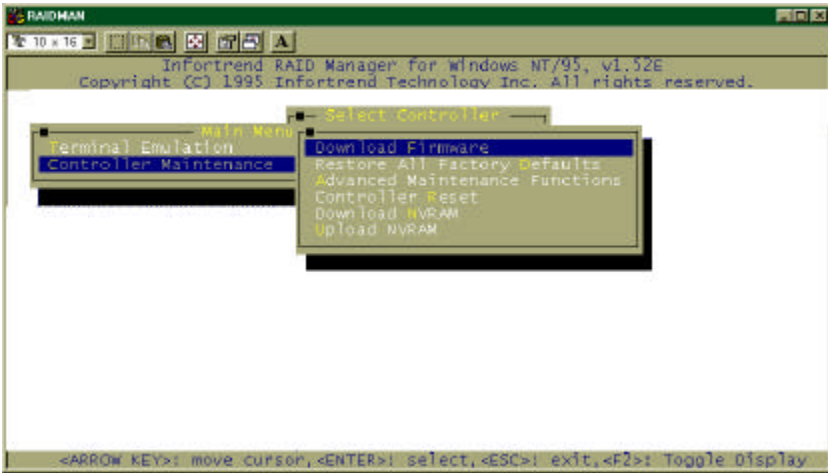 RAIDMAN
10 x 16
A
Infortrend RAID Manager for Windows NT/95, v1.52E
Copyright (C) 1995 Infortrend Technology Inc. All rights reserved.
Select Controller
Main Menu
Terminal Emulation
Controller Maintenance
Download Firmware
Restore All Factory Defaults
Advanced Maintenance Functions
Controller Reset
Download NVRAM
Upload NVRAM
<ARROW KEY>: move cursor,<ENTER>: select,<ESC>: exit,<F2>: Toggle Display